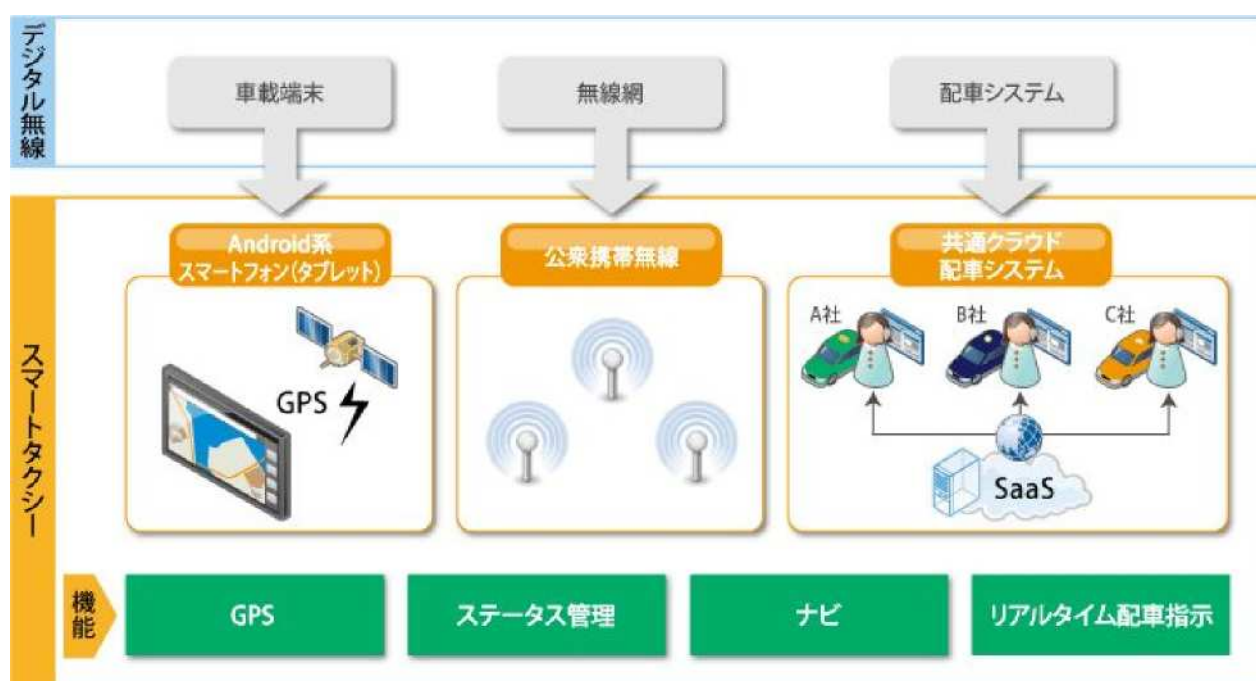 デジタル無線
車載端末
無線網
配車システム
スマートタクシー
Android系
スマートフォン(タブレット)
公衆携帯無線
共通クラウド
配車システム
GPS
A社
B社
C社
SaaS
機能
GPS
ステータス管理
ナビ
リアルタイム配車指示